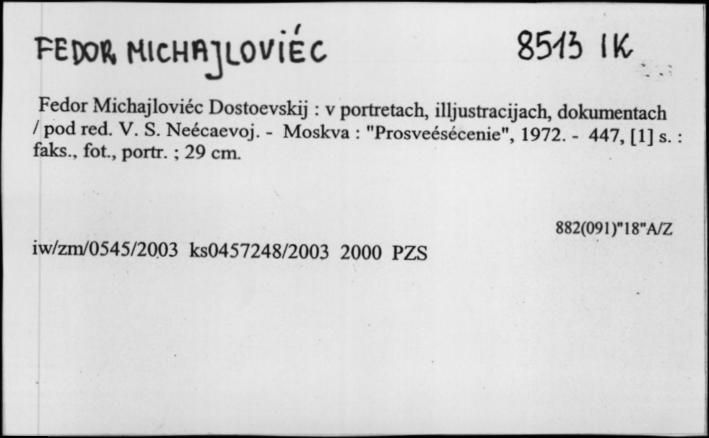 FEDOR MICHAJLOVIÉC 8513 IK
Fedor Michajloviéc Dostoevskij : v portretach, illjustracijach, dokumentach
/ pod red. V. S. Neécaevoj. - Moskva : "Prosveésécenie", 1972. - 447, [1] s. :
faks., fot., portr. ; 29 cm.
882(091)"18"A/Z
iw/zm/0545/2003 ks0457248/2003 2000 PZS